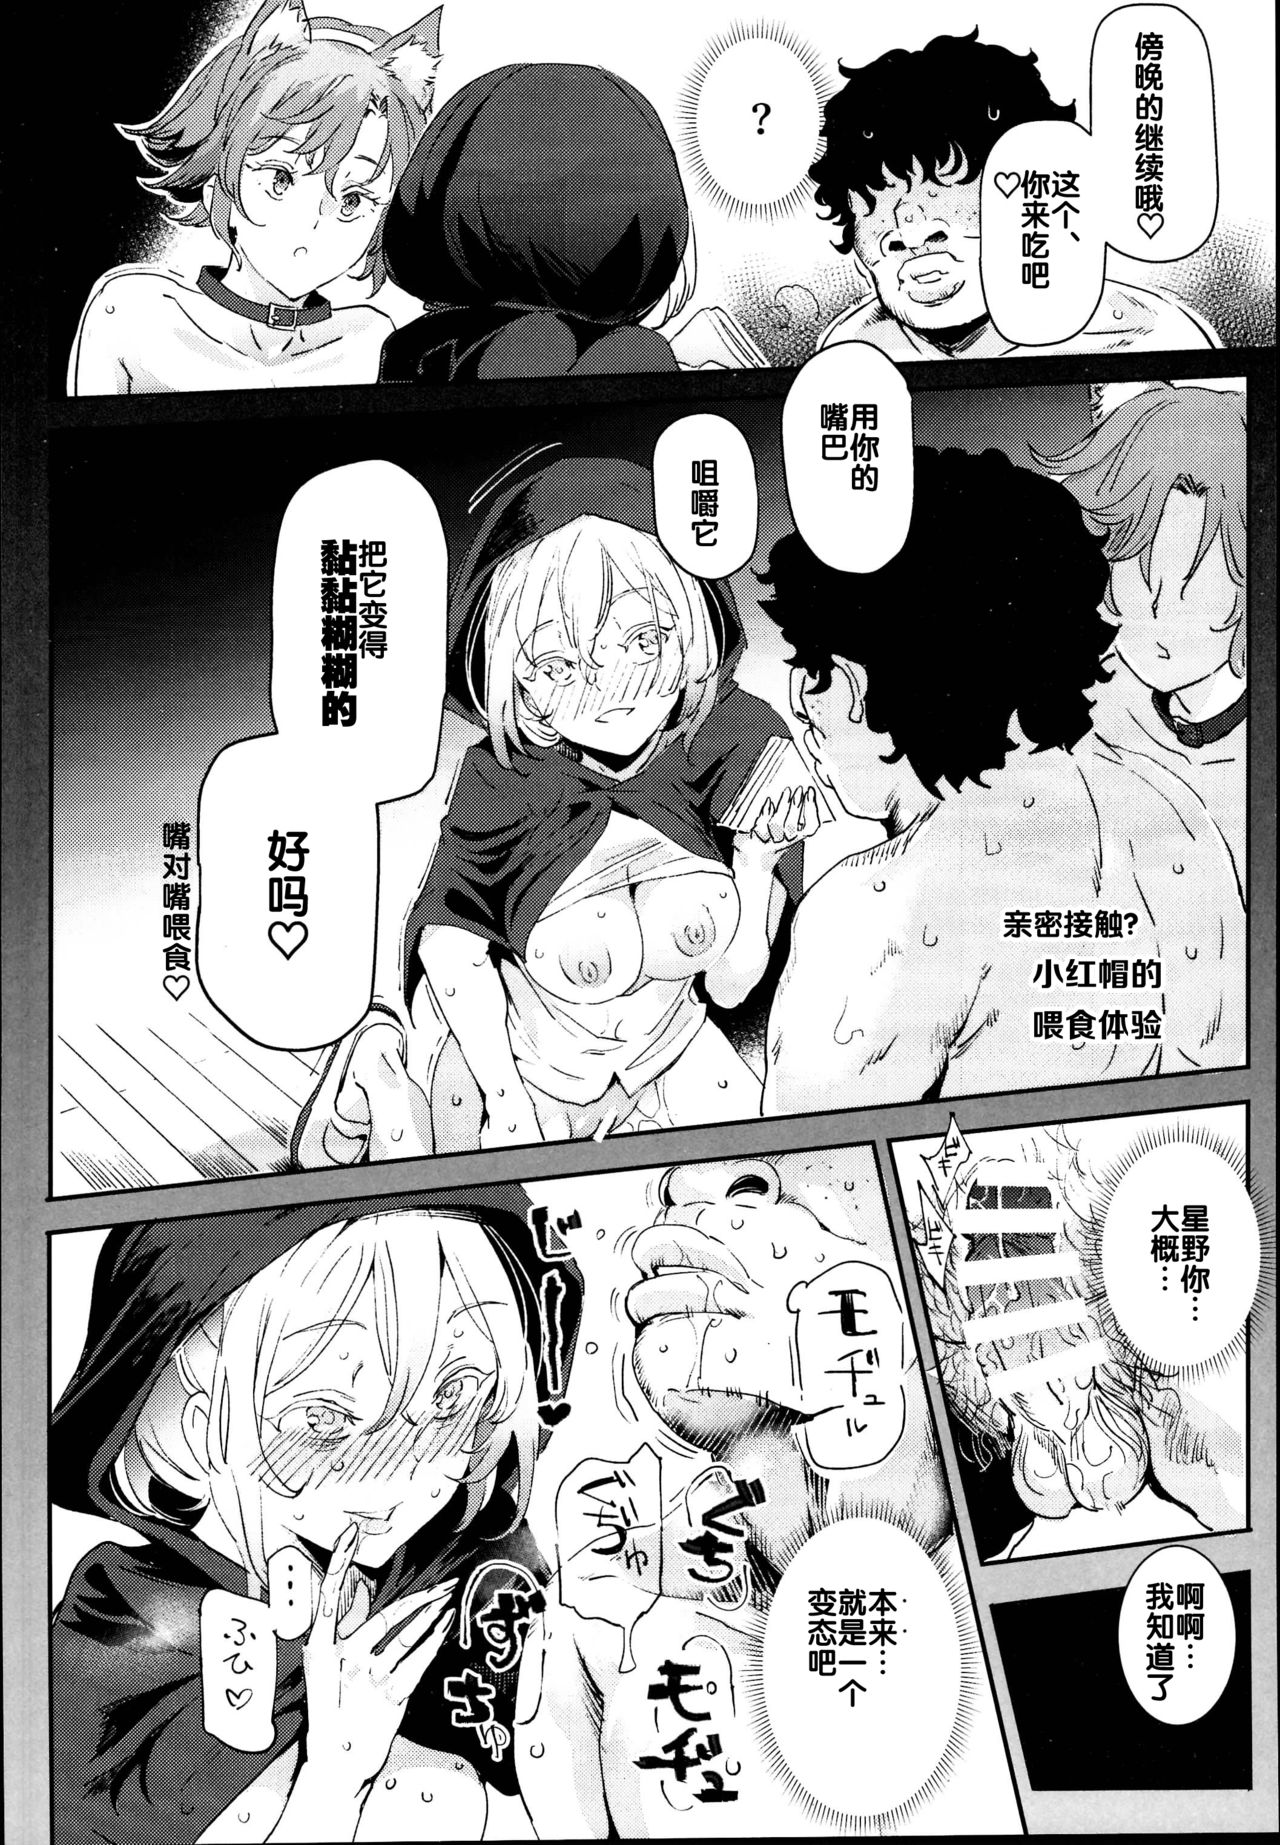 傍晚的继续哦♡
这个、
你来吃吧
♡
？
用你的
嘴巴
咀嚼它
把它变得
黏黏糊糊的
好吗♡
嘴对嘴喂食♡
亲密接触?
小红帽的
喂食体验
星野你…
大概…
啊啊…
我知道了
モヂュル
本来…
就是一个
变态吧
ぐち
モヂュ
ずちゅ
…
ふひ♡